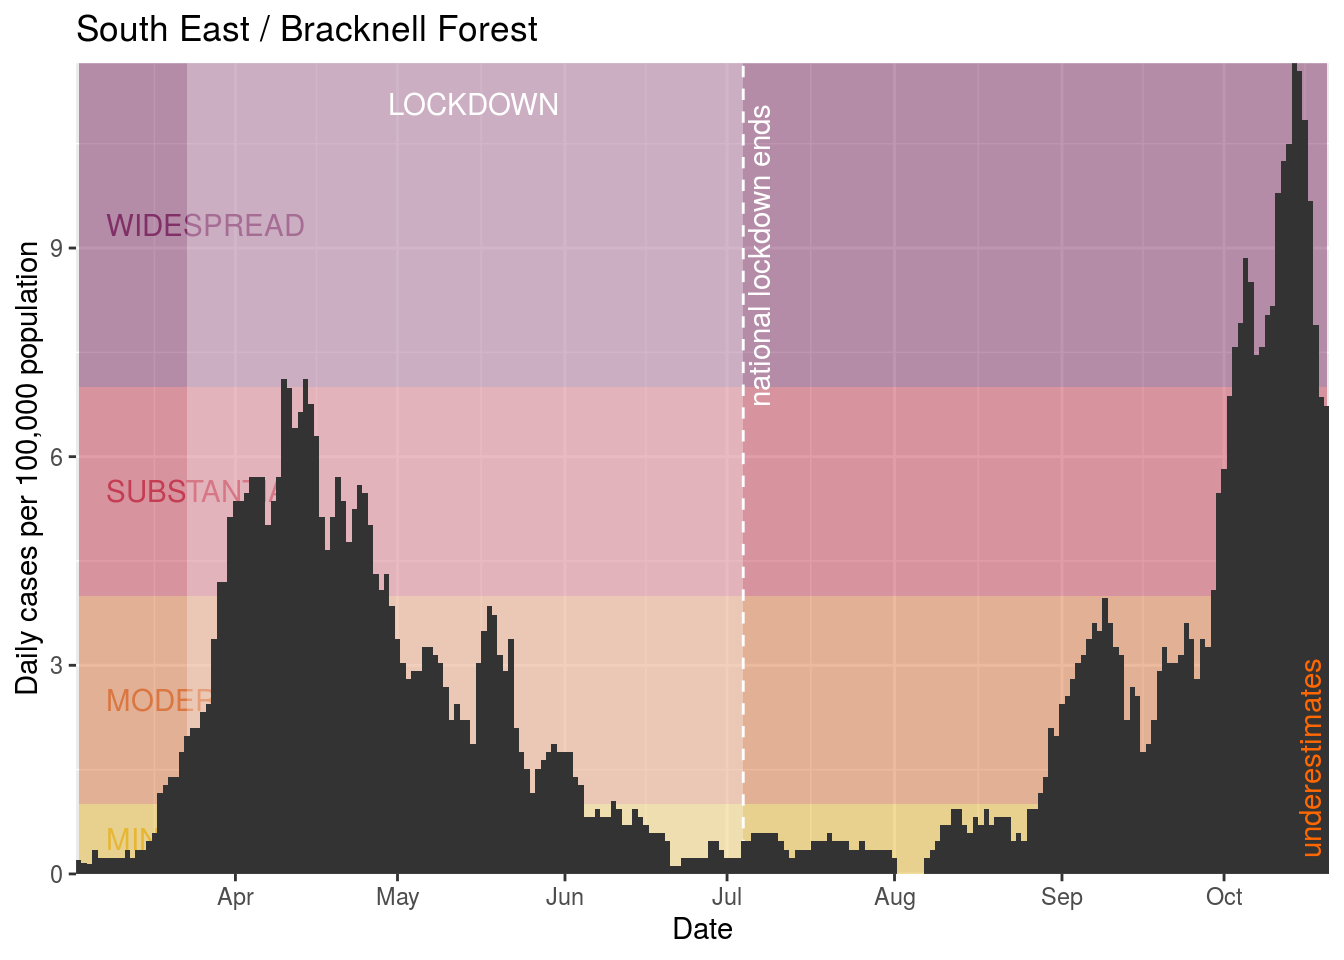 South East / Bracknell Forest
LOCKDOWN
national lockdown ends
WIDESPREAD
SUBSTANTIA
MODER
MIN
underestimates
Daily cases per 100,000 population
9
6
3
0
Apr
May
Jun
Jul
Aug
Sep
Oct
Date